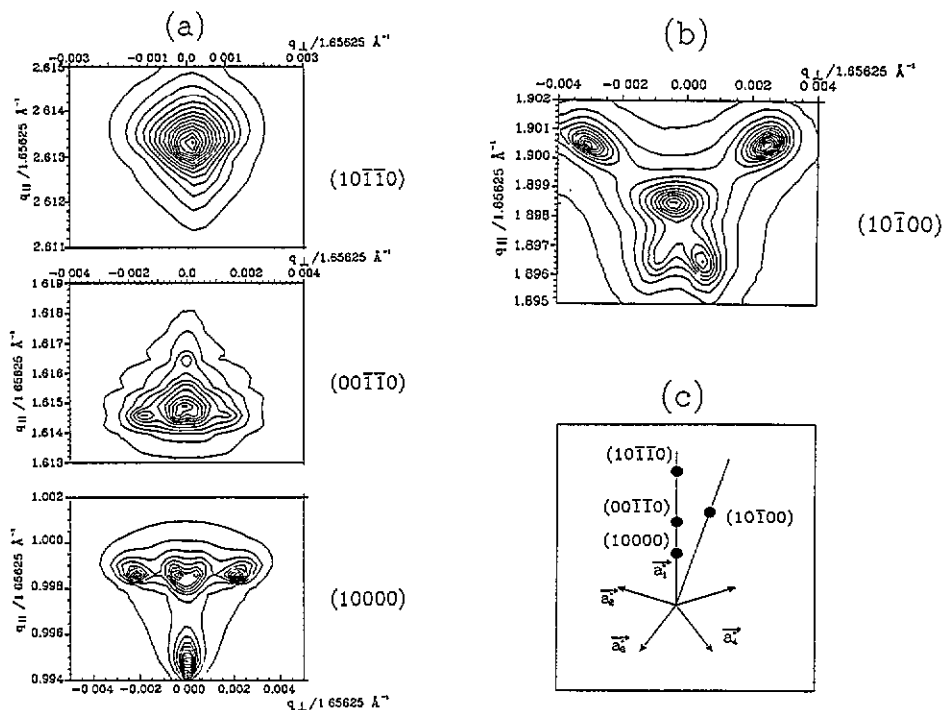 (a)
q⊥/1.65625 Å⁻¹
-0.003 -0.001 0.0 0.001 0.003
2.615
2.614
2.613
2.612
2.611
q||/1.65625 Å⁻¹
(101̄1̄0)
q⊥/1.65625 Å⁻¹
-0.004 -0.002 0.0 0.002 0.004
1.619
1.618
1.617
1.616
1.615
1.614
1.613
q||/1.65625 Å⁻¹
(001̄1̄0)
1.002
1.000
0.998
0.996
0.994
q||/1.65625 Å⁻¹
(10000)
-0.004 -0.002 0.000 0.002 0.004
q⊥/1.65625 Å⁻¹
(b)
q⊥/1.65625 Å⁻¹
-0.004 -0.002 0.000 0.004
1.902
1.901
1.900
1.899
1.898
1.897
1.896
1.895
q||/1.65625 Å⁻¹
(101̄00)
(c)
(101̄1̄0)
(001̄1̄0)
(101̄00)
(10000)